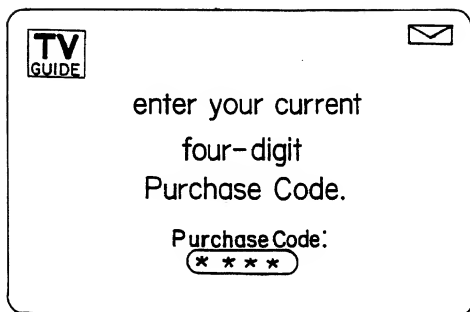 TV
GUIDE
enter your current
four-digit
Purchase Code.
Purchase Code:
* * * *